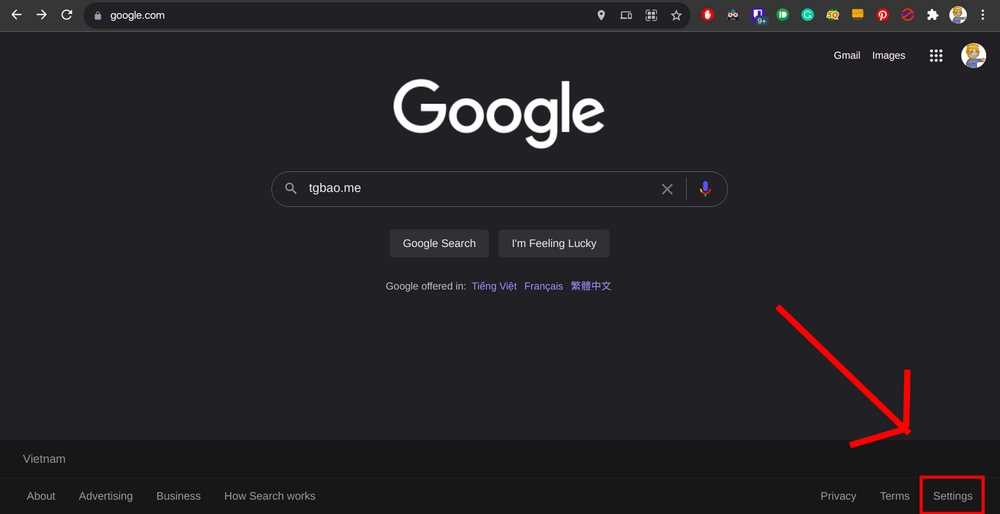 google.com
9+
Gmail Images
Google
tgbao.me
Google Search I'm Feeling Lucky
Google offered in: Tiếng Việt Français 繁體中文
Vietnam
About Advertising Business How Search works Privacy Terms Settings